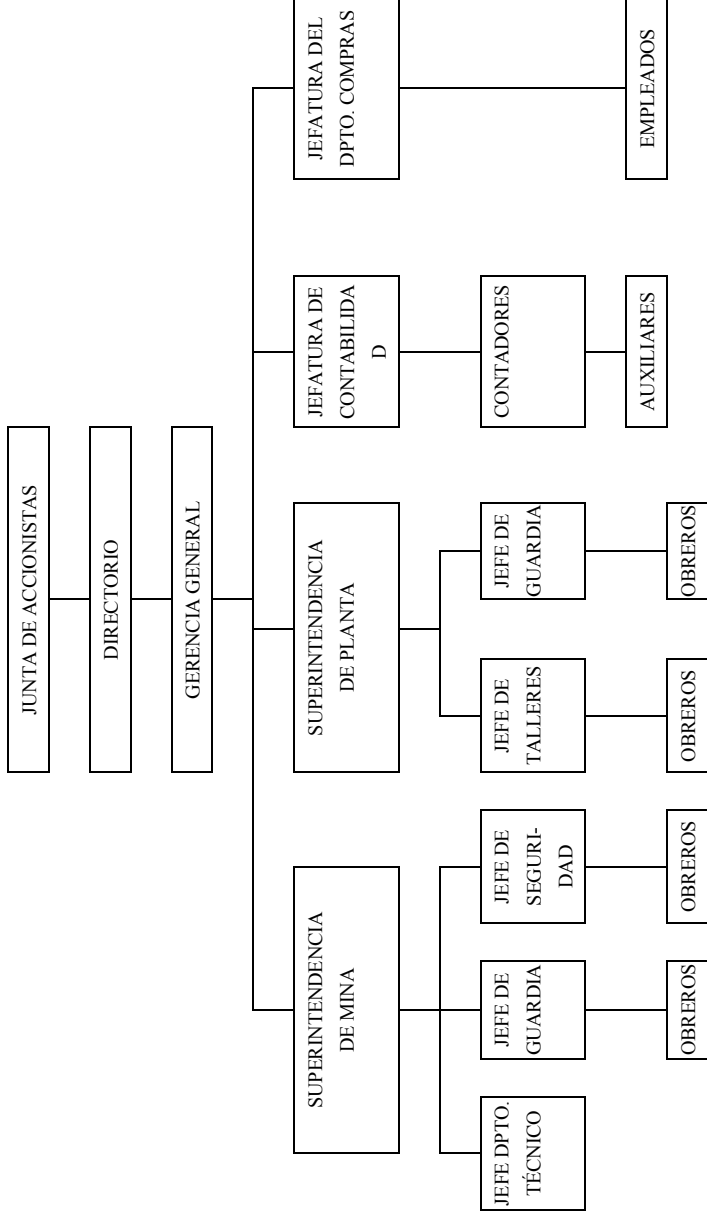 JUNTA DE ACCIONISTAS
DIRECTORIO
GERENCIA GENERAL
SUPERINTENDENCIA
DE MINA
SUPERINTENDENCIA
DE PLANTA
JEFATURA DE
CONTABILIDA
D
JEFATURA DEL
DPTO. COMPRAS
JEFE DPTO.
TÉCNICO
JEFE DE
GUARDIA
JEFE DE
SEGURI-
DAD
JEFE DE
TALLERES
JEFE DE
GUARDIA
CONTADORES
AUXILIARES
EMPLEADOS
OBREROS
OBREROS
OBREROS
OBREROS